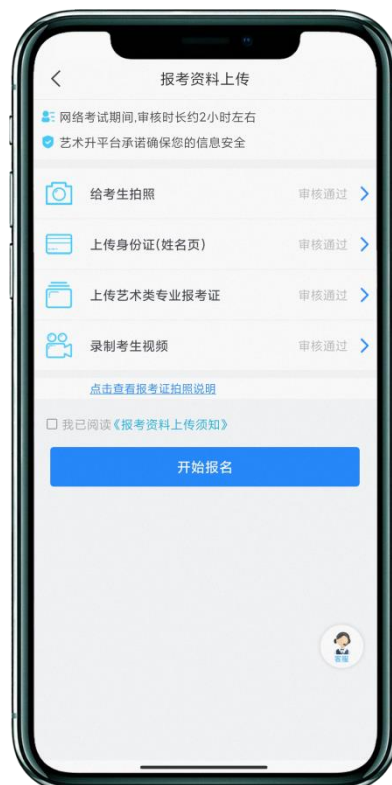 报考资料上传
网络考试期间,审核时长约2小时左右
艺术升平台承诺确保您的信息安全
给考生拍照 审核通过
上传身份证(姓名页) 审核通过
上传艺术类专业报考证 审核通过
录制考生视频 审核通过
点击查看报考证拍照说明
我已阅读《报考资料上传须知》
开始报名
客服